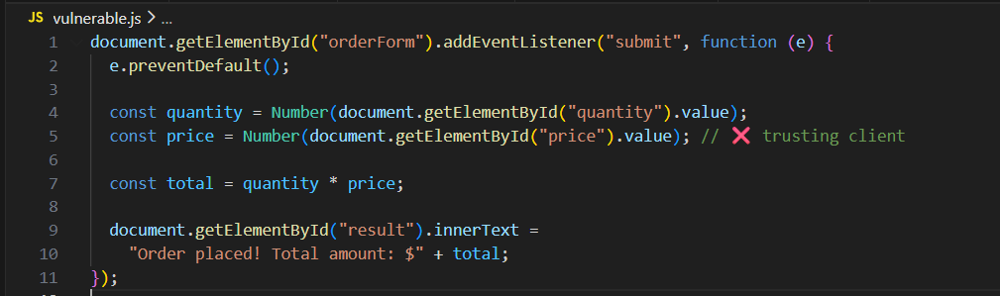 JS vulnerable.js > ...
1 document.getElementById("orderForm").addEventListener("submit", function (e) {
2   e.preventDefault();
3
4   const quantity = Number(document.getElementById("quantity").value);
5   const price = Number(document.getElementById("price").value); // ❌ trusting client
6
7   const total = quantity * price;
8
9   document.getElementById("result").innerText =
10     "Order placed! Total amount: $" + total;
11 });